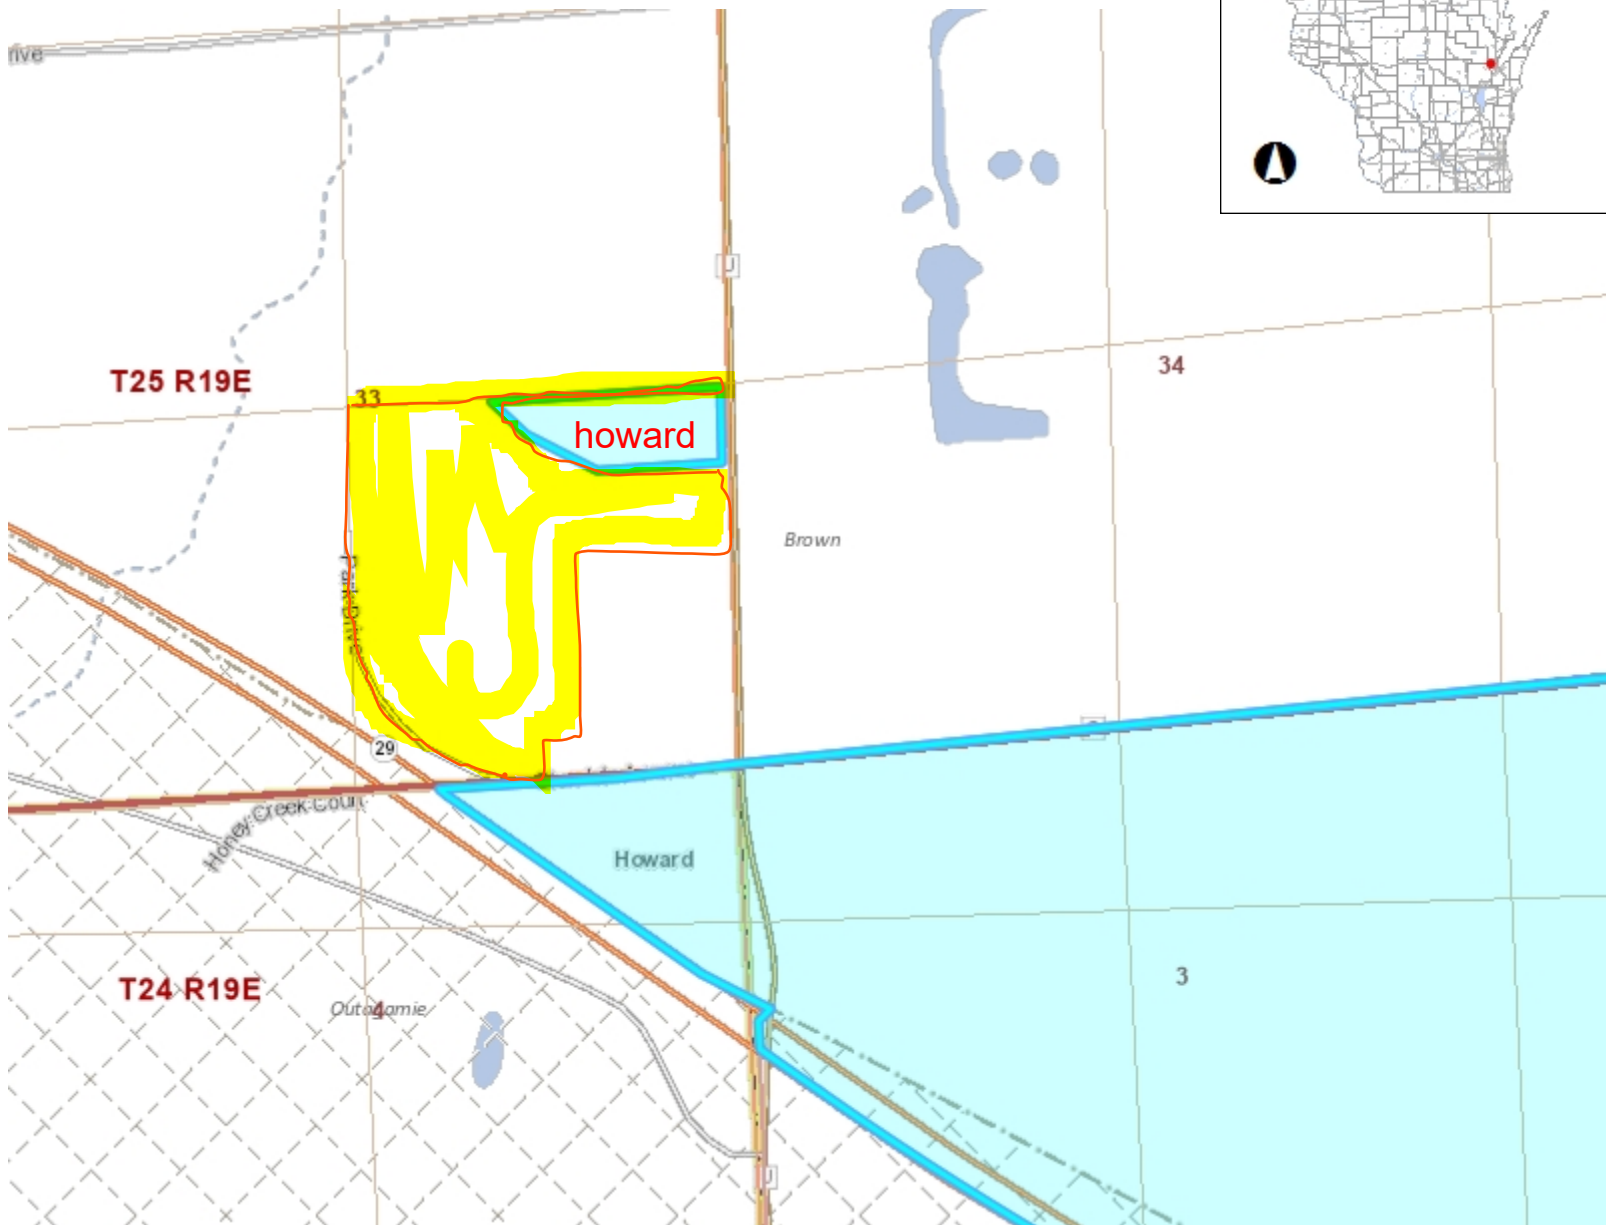 rive
U
T25 R19E
33
34
howard
Brown
Park Drive
29
Honey Creek Court
Howard
T24 R19E
Outagamie
4
3
U